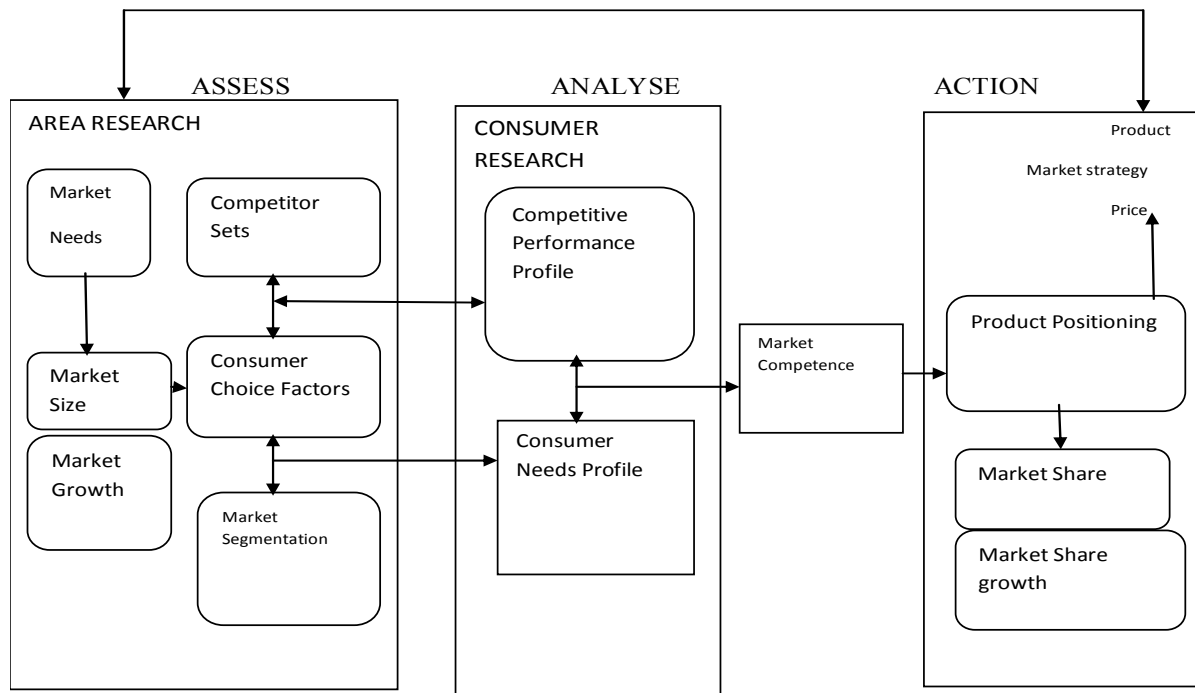 ASSESS
ANALYSE
ACTION
AREA RESEARCH
Market
Needs
Competitor
Sets
Market
Size
Consumer
Choice Factors
Market
Growth
Market
Segmentation
CONSUMER
RESEARCH
Competitive
Performance
Profile
Consumer
Needs Profile
Market
Competence
Product
Market strategy
Price
Product Positioning
Market Share
Market Share
growth